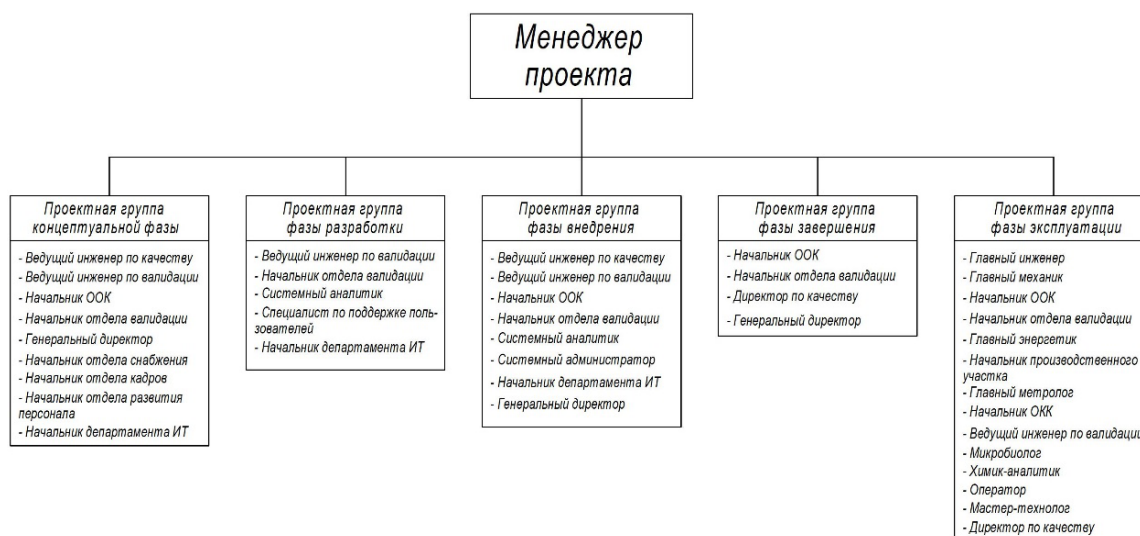 Менеджер
проекта
Проектная группа
концептуальной фазы
- Ведущий инженер по качеству
- Ведущий инженер по валидации
- Начальник ООК
- Начальник отдела валидации
- Генеральный директор
- Начальник отдела снабжения
- Начальник отдела кадров
- Начальник отдела развития
персонала
- Начальник департамента ИТ
Проектная группа
фазы разработки
- Ведущий инженер по валидации
- Начальник отдела валидации
- Системный аналитик
- Специалист по поддержке поль-
зователей
- Начальник департамента ИТ
Проектная группа
фазы внедрения
- Ведущий инженер по качеству
- Ведущий инженер по валидации
- Начальник ООК
- Начальник отдела валидации
- Системный аналитик
- Системный администратор
- Начальник департамента ИТ
- Генеральный директор
Проектная группа
фазы завершения
- Начальник ООК
- Начальник отдела валидации
- Директор по качеству
- Генеральный директор
Проектная группа
фазы эксплуатации
- Главный инженер
- Главный механик
- Начальник ООК
- Начальник отдела валидации
- Главный энергетик
- Начальник производственного
участка
- Главный метролог
- Начальник ОКК
- Ведущий инженер по валидации
- Микробиолог
- Химик-аналитик
- Оператор
- Мастер-технолог
- Директор по качеству